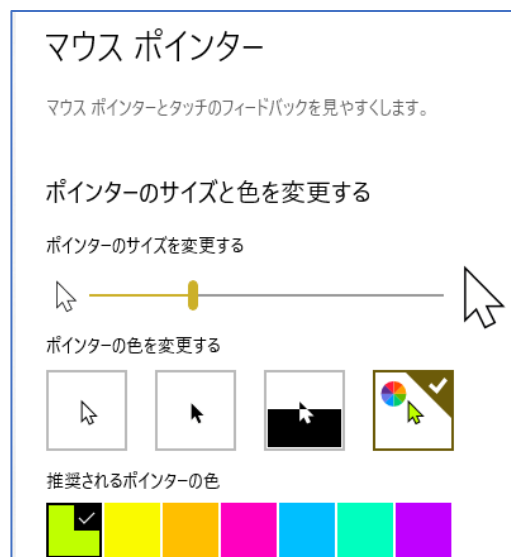 マウス ポインター
マウス ポインターとタッチのフィードバックを見やすくします。
ポインターのサイズと色を変更する
ポインターのサイズを変更する
ポインターの色を変更する
推奨されるポインターの色